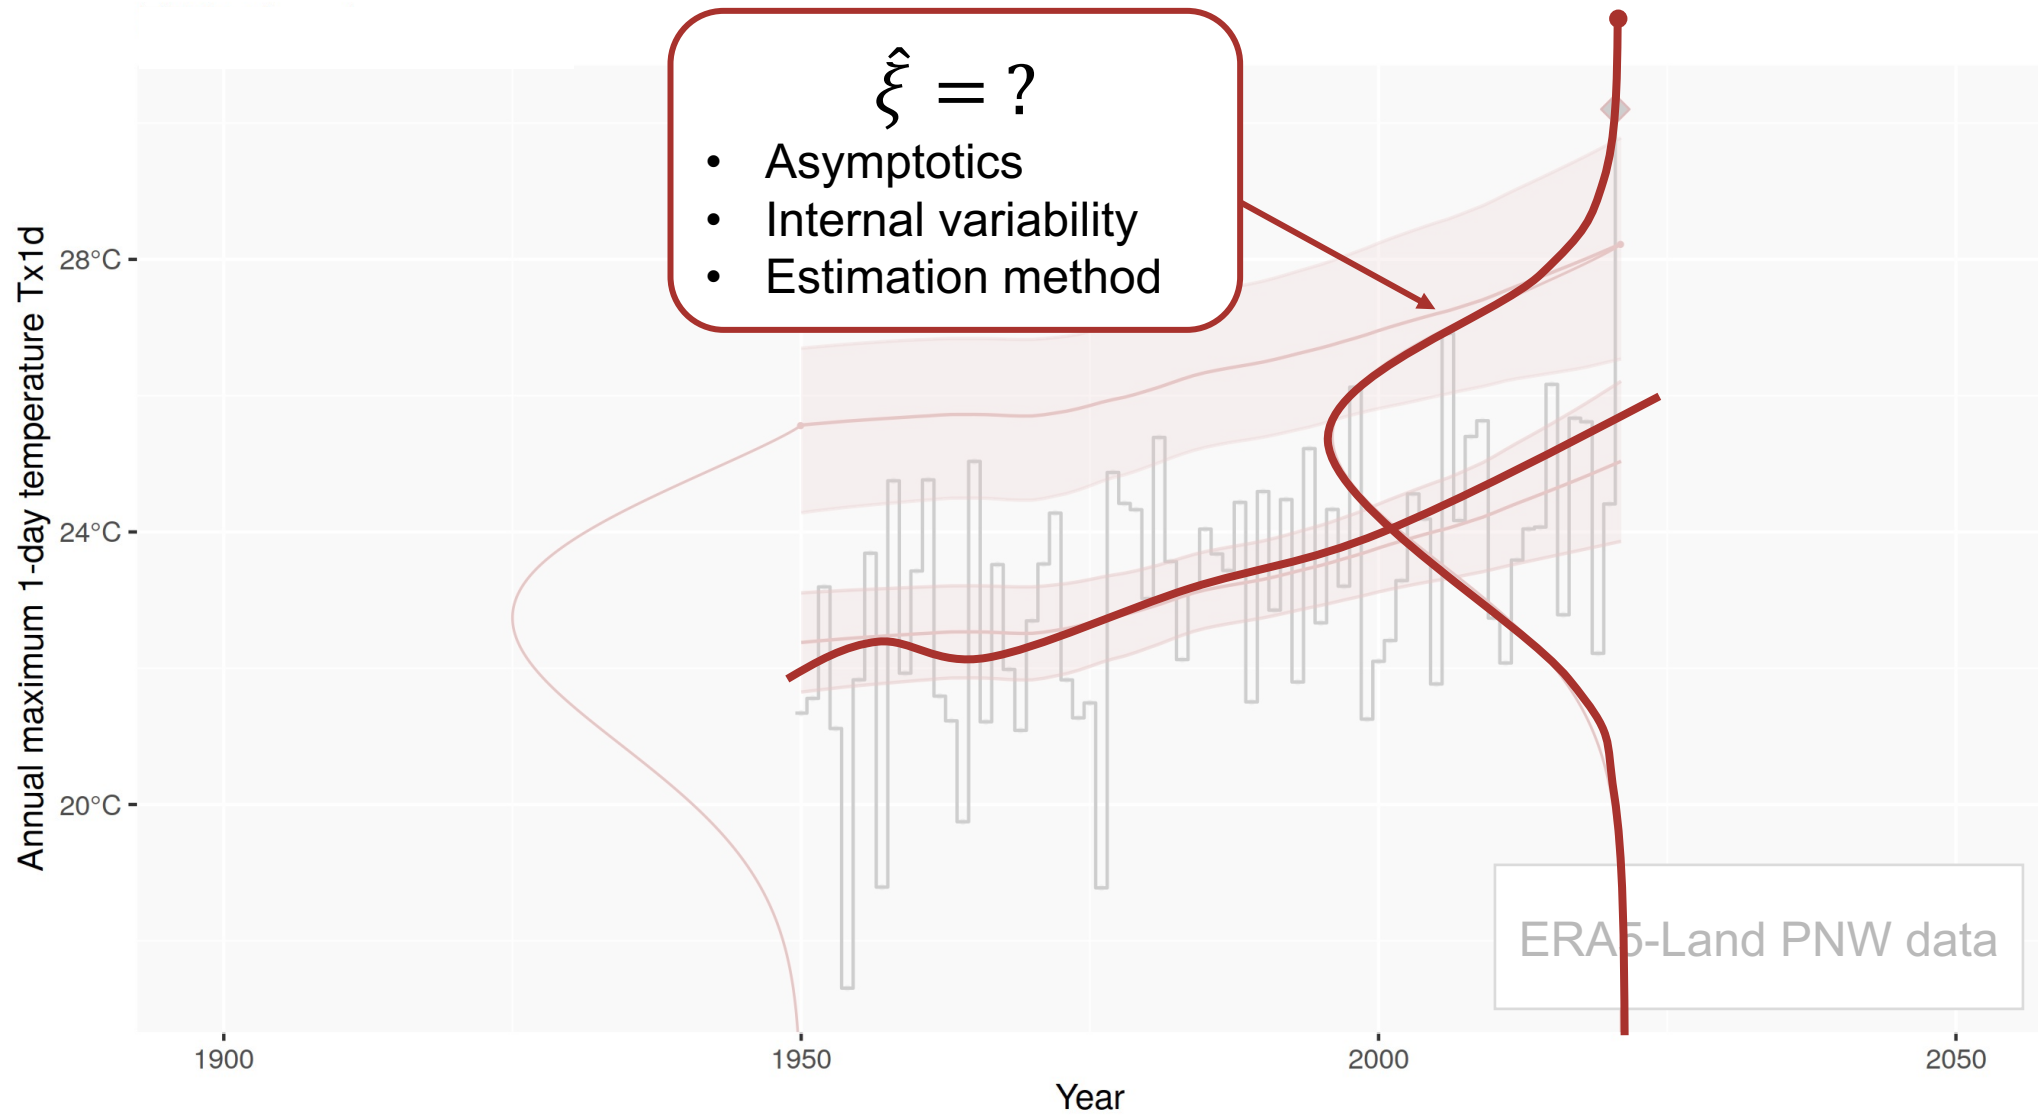 ξ̂ = ?
• Asymptotics
• Internal variability
• Estimation method
Annual maximum 1-day temperature Tx1d
28°C
24°C
20°C
ERA5-Land PNW data
1900
1950
2000
2050
Year